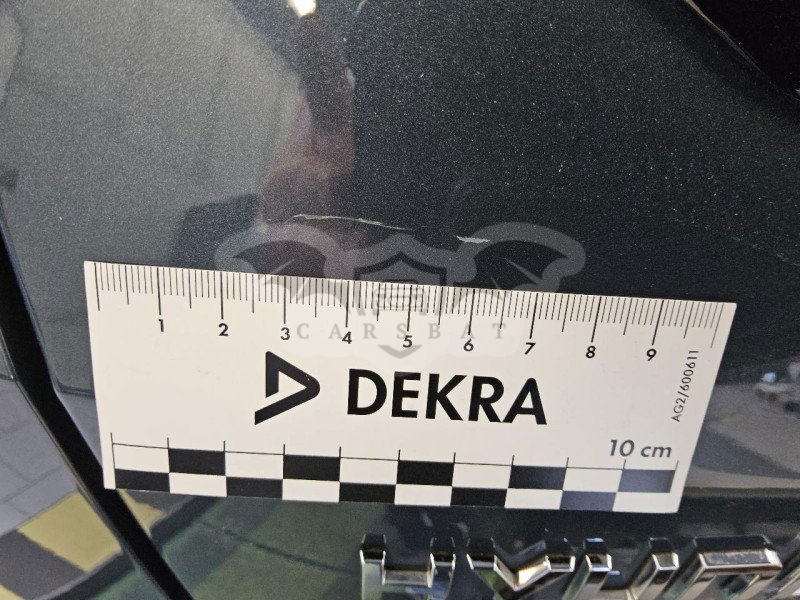 1 2 3 4 5 6 7 8 9
CARSBAT
DEKRA
AG2/600611
10 cm